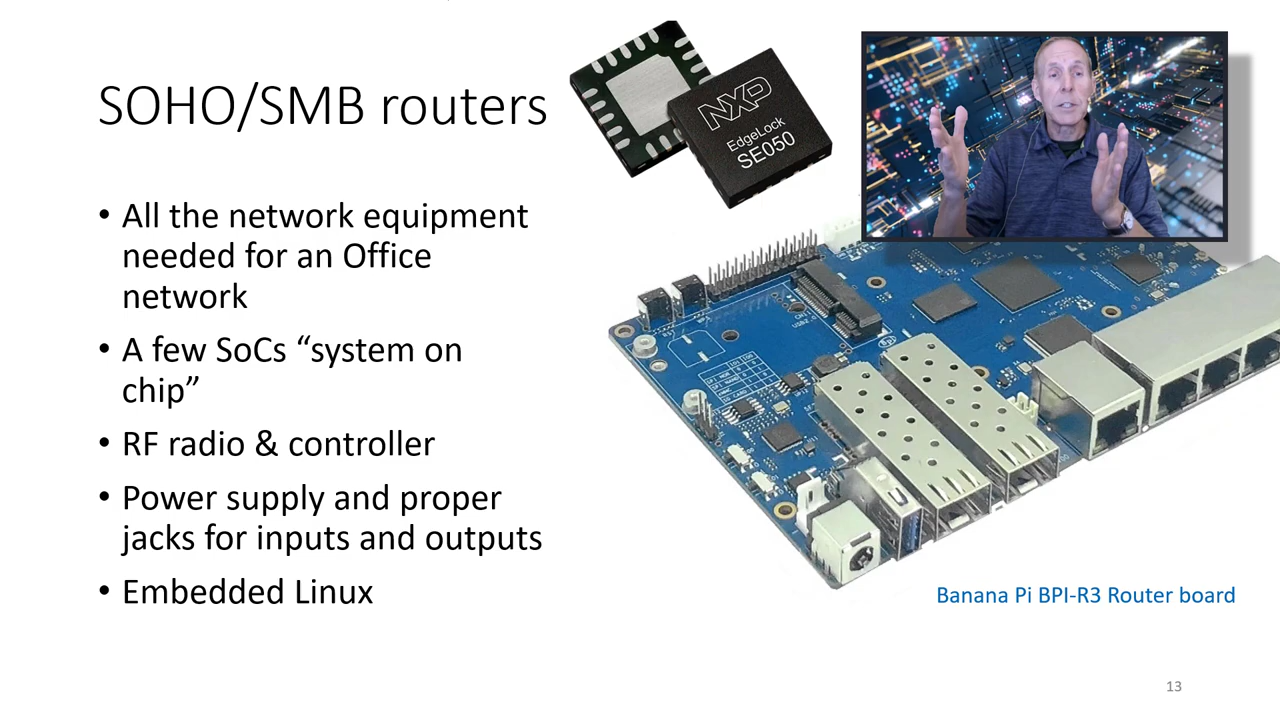 SOHO/SMB routers
• All the network equipment
needed for an Office
network
• A few SoCs “system on
chip”
• RF radio & controller
• Power supply and proper
jacks for inputs and outputs
• Embedded Linux
NXP
EdgeLock
SE050
Banana Pi BPI-R3 Router board
13